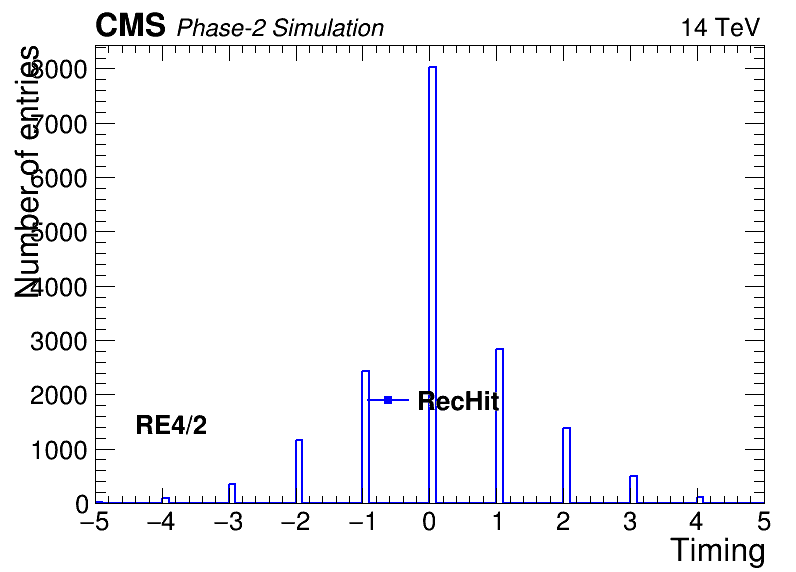 CMS Phase-2 Simulation 14 TeV
Number of entries
8000
7000
6000
5000
4000
3000
2000
1000
0
RecHit
RE4/2
−5 −4 −3 −2 −1 0 1 2 3 4 5
Timing